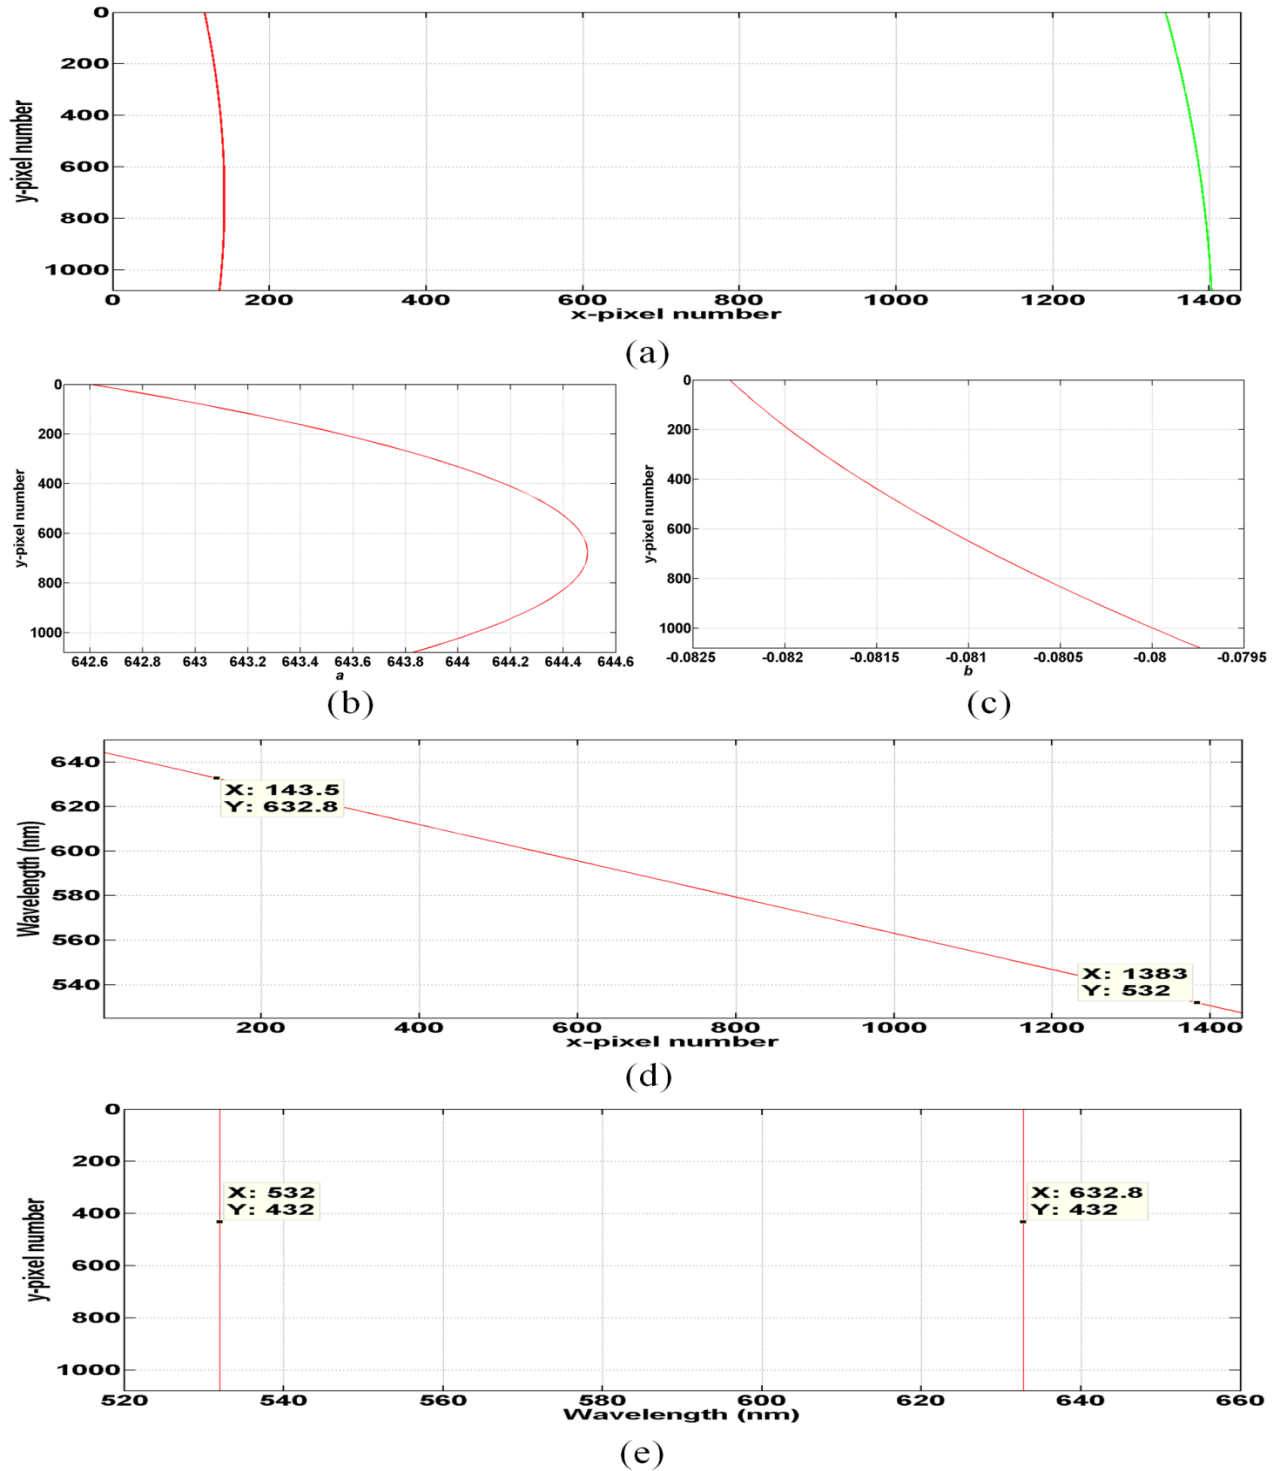 0
200
400
600
800
1000
y-pixel number
0 200 400 600 800 1000 1200 1400
x-pixel number
(a)
0
200
400
600
800
1000
y-pixel number
642.6 642.8 643 643.2 643.4 643.6 643.8 644 644.2 644.4 644.6
a
(b)
0
200
400
600
800
1000
y-pixel number
-0.0825 -0.082 -0.0815 -0.081 -0.0805 -0.08 -0.0795
b
(c)
640
620
600
580
560
540
Wavelength (nm)
X: 143.5
Y: 632.8
X: 1383
Y: 532
200 400 600 800 1000 1200 1400
x-pixel number
(d)
0
200
400
600
800
1000
y-pixel number
X: 532
Y: 432
X: 632.8
Y: 432
520 540 560 580 600 620 640 660
Wavelength (nm)
(e)